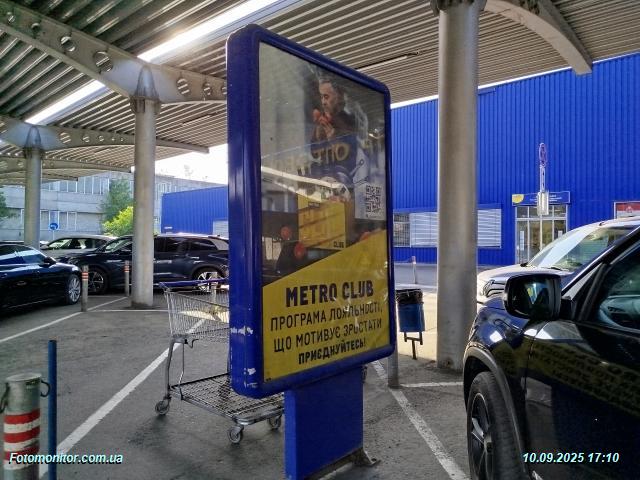 METRO CLUB
ПРОГРАМА ЛОЯЛЬНОСТІ,
ЩО МОТИВУЄ ЗРОСТАТИ
ПРИЄДНУЙТЕСЬ!
Fotomonitor.com.ua
10.09.2025 17:10